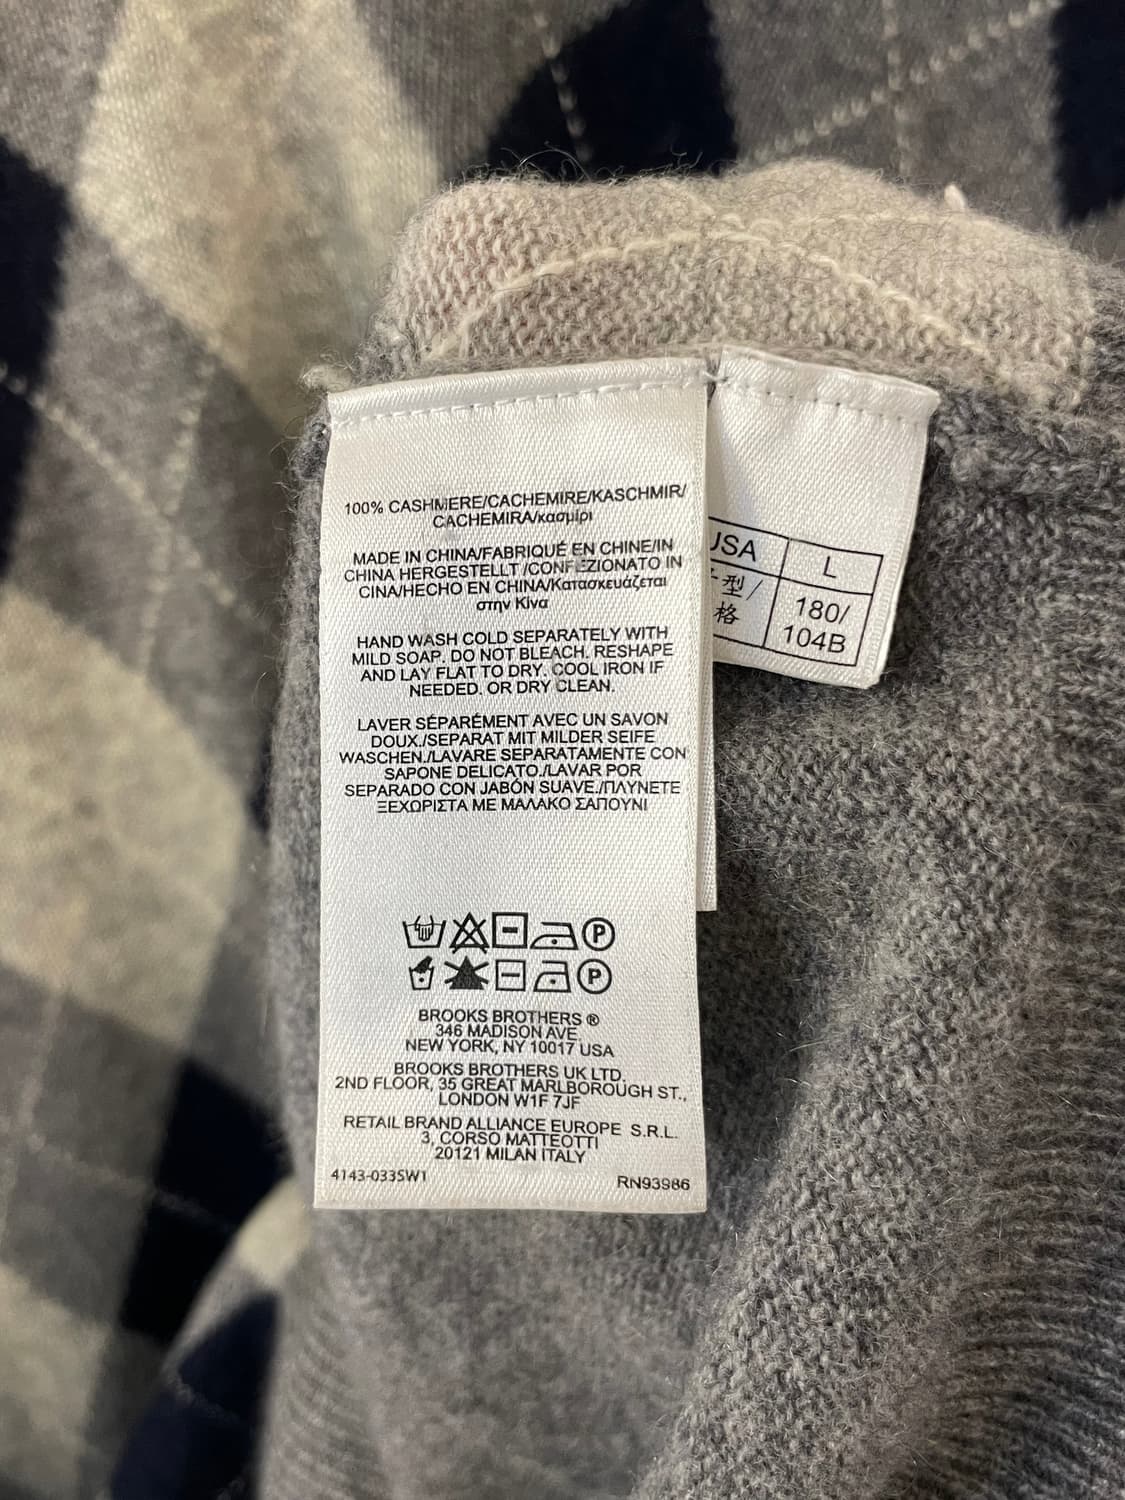 100% CASHMERE/CACHEMIRE/KASCHMIR/
CACHEMIRA/κασμίρι
MADE IN CHINA/FABRIQUÉ EN CHINE/IN
CHINA HERGESTELLT /CONFEZIONATO IN
CINA/HECHO EN CHINA/Κατασκευάζεται
στην Κίνα
HAND WASH COLD SEPARATELY WITH
MILD SOAP. DO NOT BLEACH. RESHAPE
AND LAY FLAT TO DRY. COOL IRON IF
NEEDED. OR DRY CLEAN.
LAVER SÉPARÉMENT AVEC UN SAVON
DOUX./SEPARAT MIT MILDER SEIFE
WASCHEN./LAVARE SEPARATAMENTE CON
SAPONE DELICATO./LAVAR POR
SEPARADO CON JABÓN SUAVE./ΠΛΥΝΕΤΕ
ΞΕΧΩΡΙΣΤΑ ΜΕ ΜΑΛΑΚΟ ΣΑΠΟΥΝΙ
P
P
BROOKS BROTHERS ®
346 MADISON AVE
NEW YORK, NY 10017 USA
BROOKS BROTHERS UK LTD
2ND FLOOR, 35 GREAT MARLBOROUGH ST.,
LONDON W1F 7JF
RETAIL BRAND ALLIANCE EUROPE S.R.L.
3, CORSO MATTEOTTI
20121 MILAN ITALY
4143-033SW1 RN93986
USA L
型/ 180/
格 104B